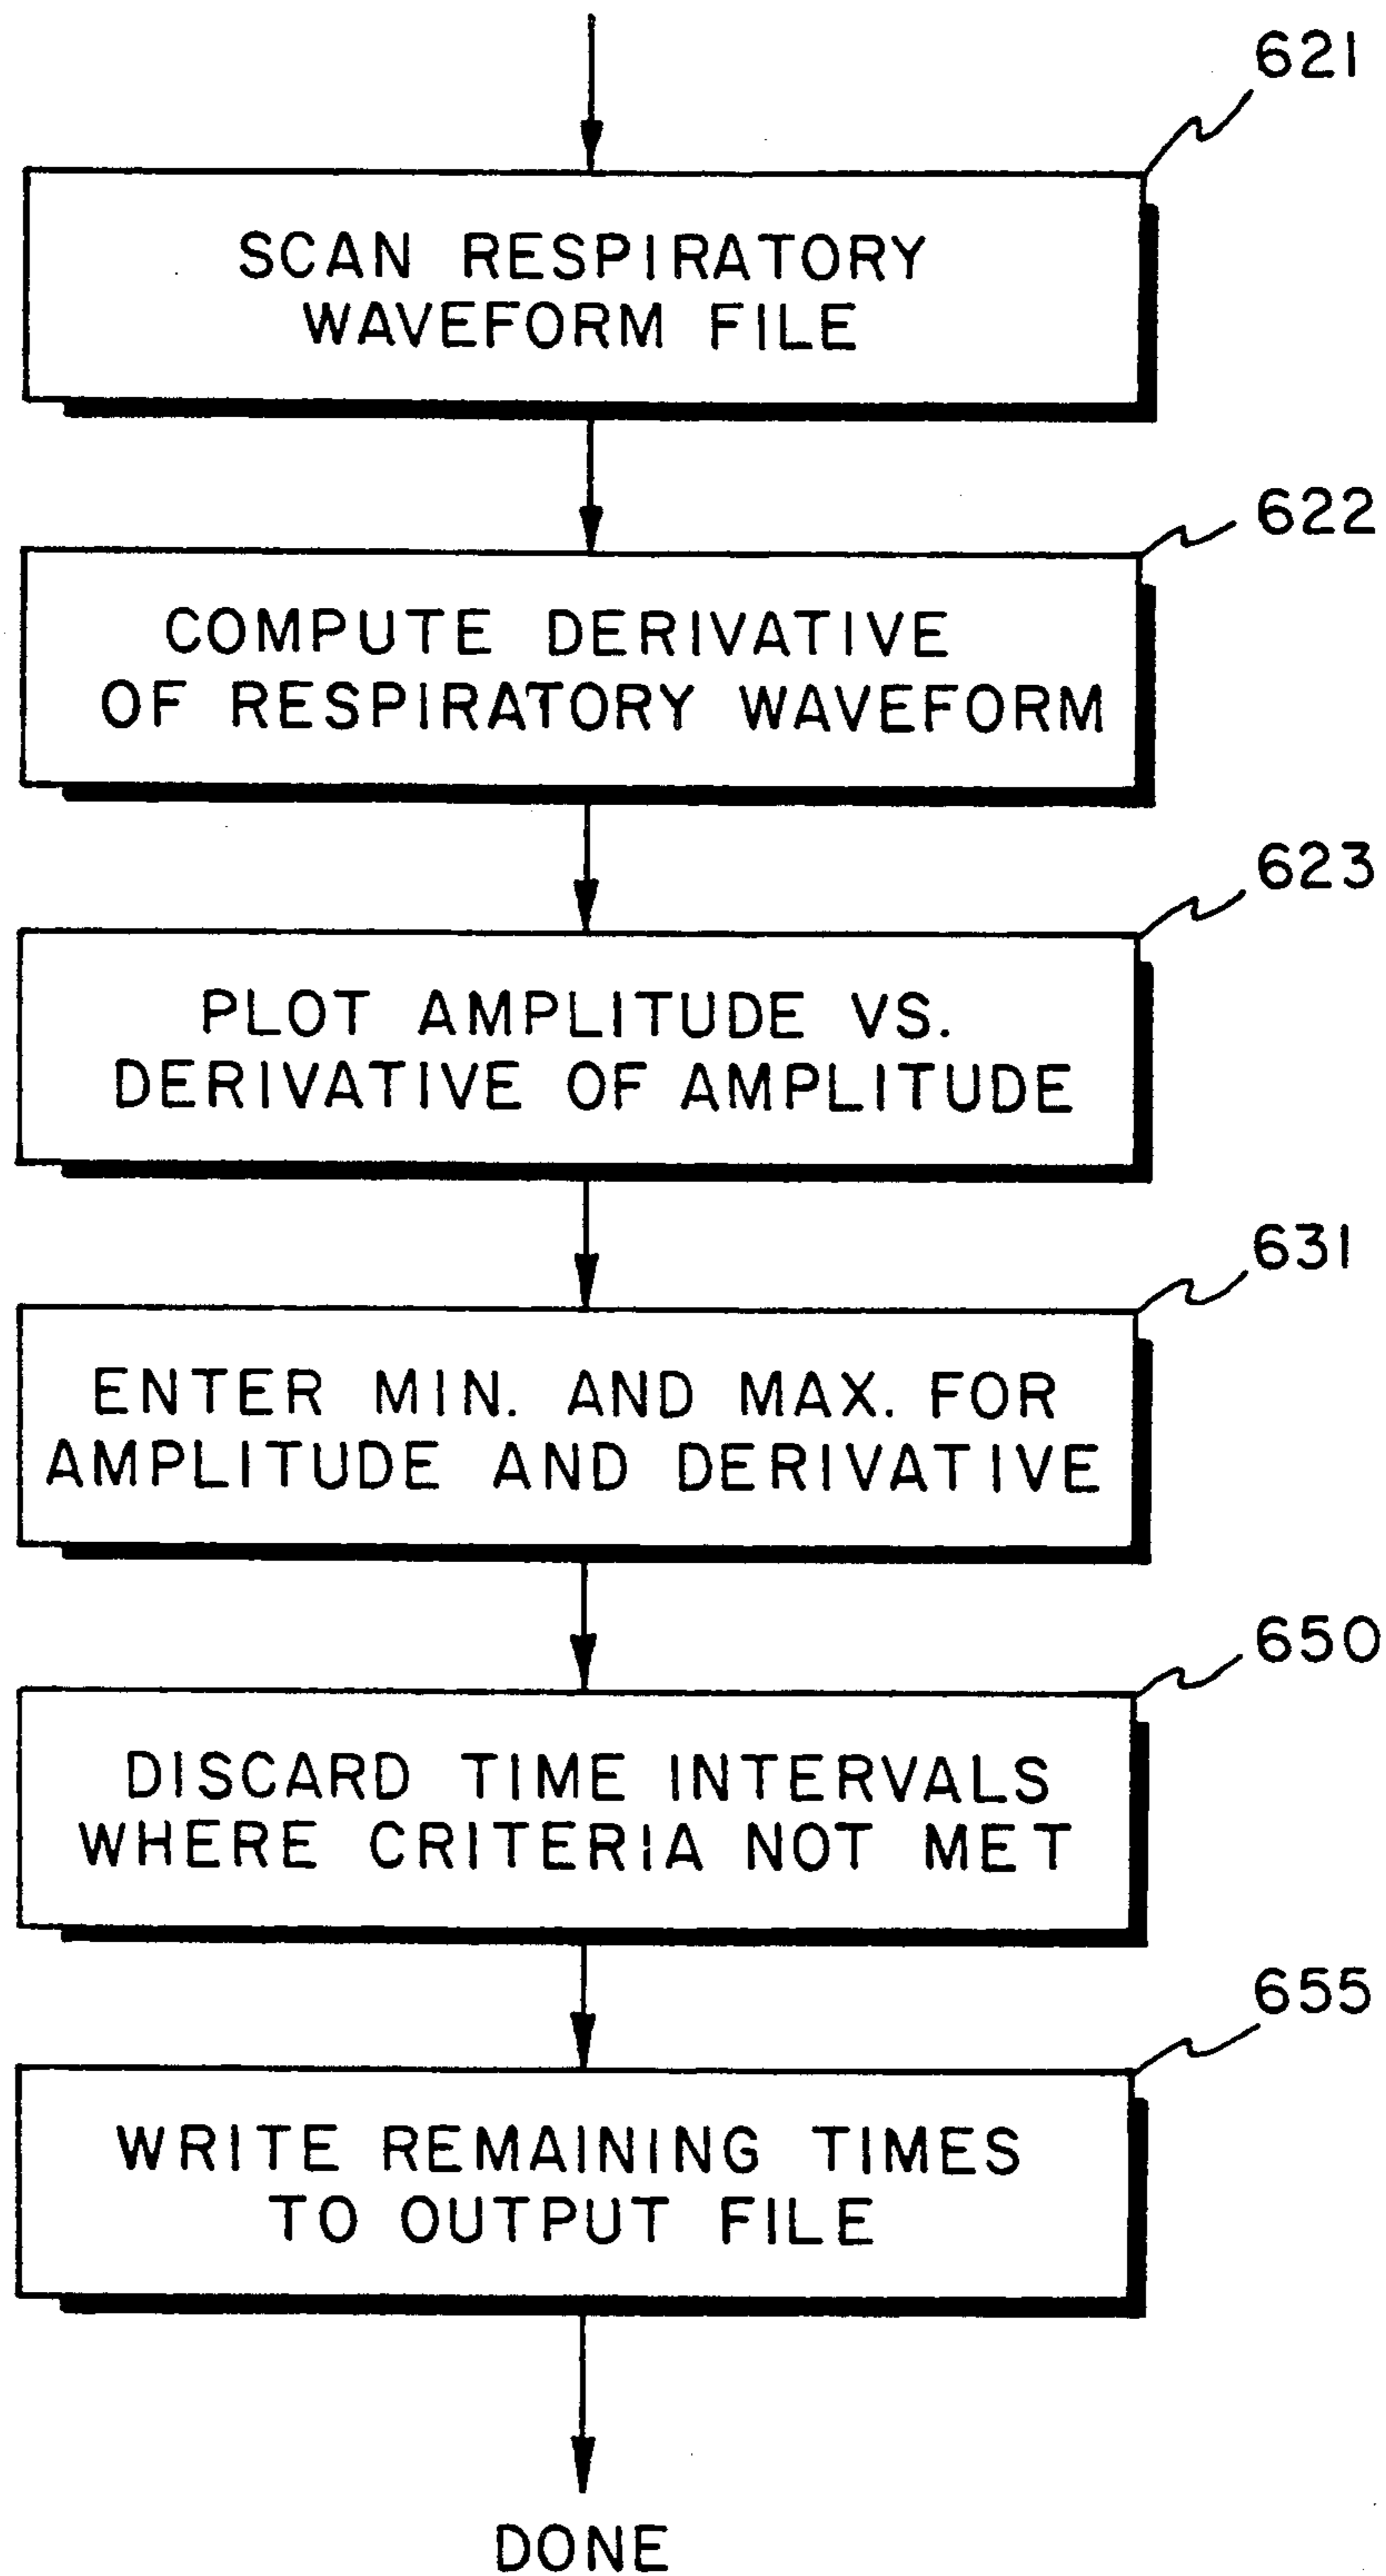 621
SCAN RESPIRATORY
WAVEFORM FILE
622
COMPUTE DERIVATIVE
OF RESPIRATORY WAVEFORM
623
PLOT AMPLITUDE VS.
DERIVATIVE OF AMPLITUDE
631
ENTER MIN. AND MAX. FOR
AMPLITUDE AND DERIVATIVE
650
DISCARD TIME INTERVALS
WHERE CRITERIA NOT MET
655
WRITE REMAINING TIMES
TO OUTPUT FILE
DONE